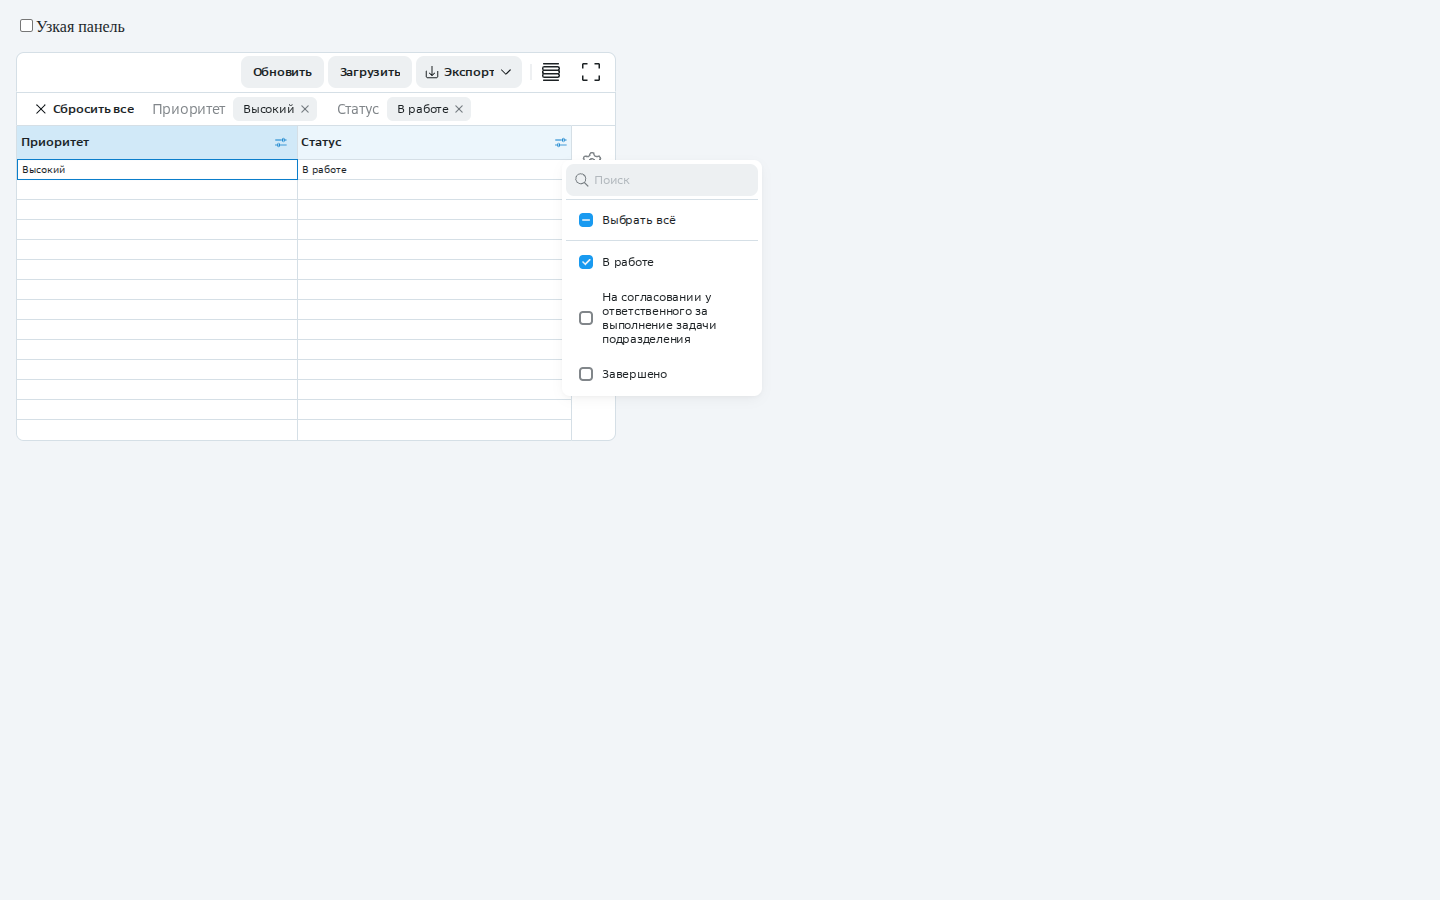 Узкая панель
Обновить Загрузить Экспорт
Сбросить все Приоритет Высокий Статус В работе
Приоритет Статус
Высокий В работе
Поиск
Выбрать всё
В работе
На согласовании у
ответственного за
выполнение задачи
подразделения
Завершено